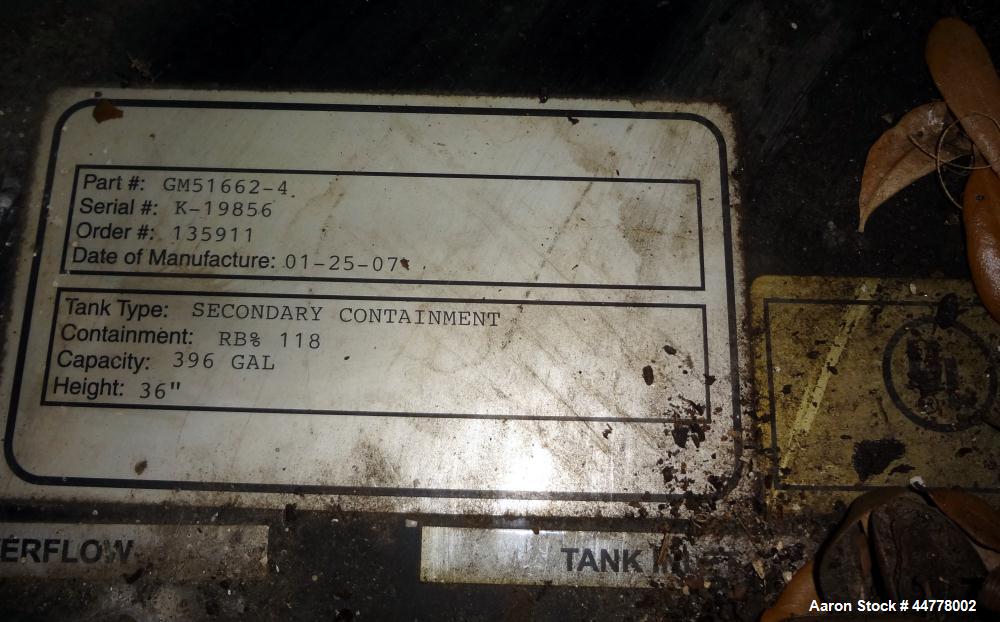 Part #: GM51662-4
Serial #: K-19856
Order #: 135911
Date of Manufacture: 01-25-07
Tank Type: SECONDARY CONTAINMENT
Containment: RB% 118
Capacity: 396 GAL
Height: 36"
ERFLOW
TANK
Aaron Stock # 44778002